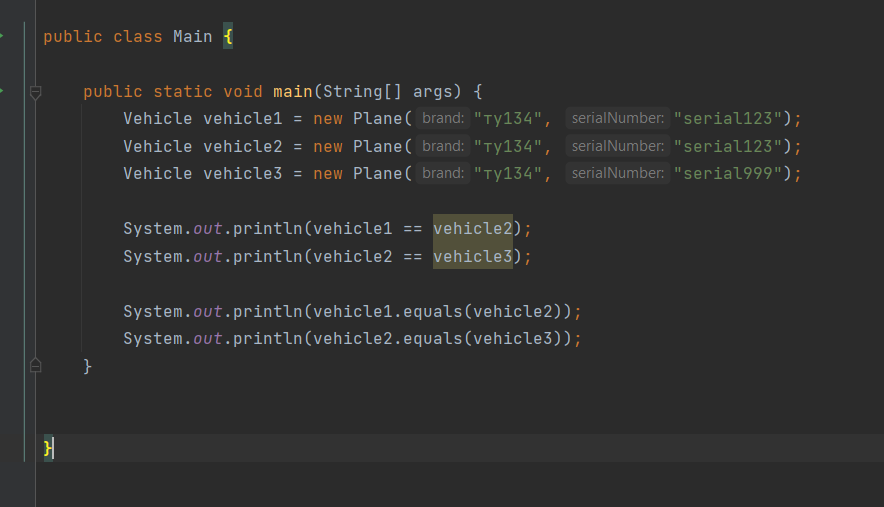 public class Main {
public static void main(String[] args) {
Vehicle vehicle1 = new Plane( brand: "ту134", serialNumber: "serial123");
Vehicle vehicle2 = new Plane( brand: "ту134", serialNumber: "serial123");
Vehicle vehicle3 = new Plane( brand: "ту134", serialNumber: "serial999");
System.out.println(vehicle1 == vehicle2);
System.out.println(vehicle2 == vehicle3);
System.out.println(vehicle1.equals(vehicle2));
System.out.println(vehicle2.equals(vehicle3));
}
}